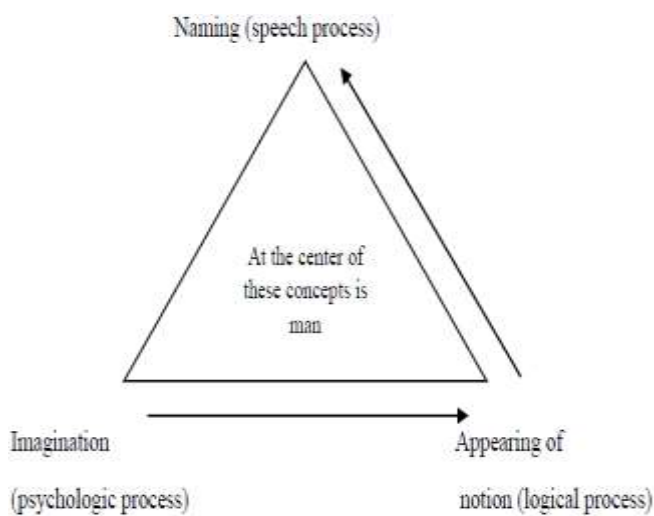 Naming (speech process)
At the center of
these concepts is
man
Imagination
(psychologic process)
Appearing of
notion (logical process)